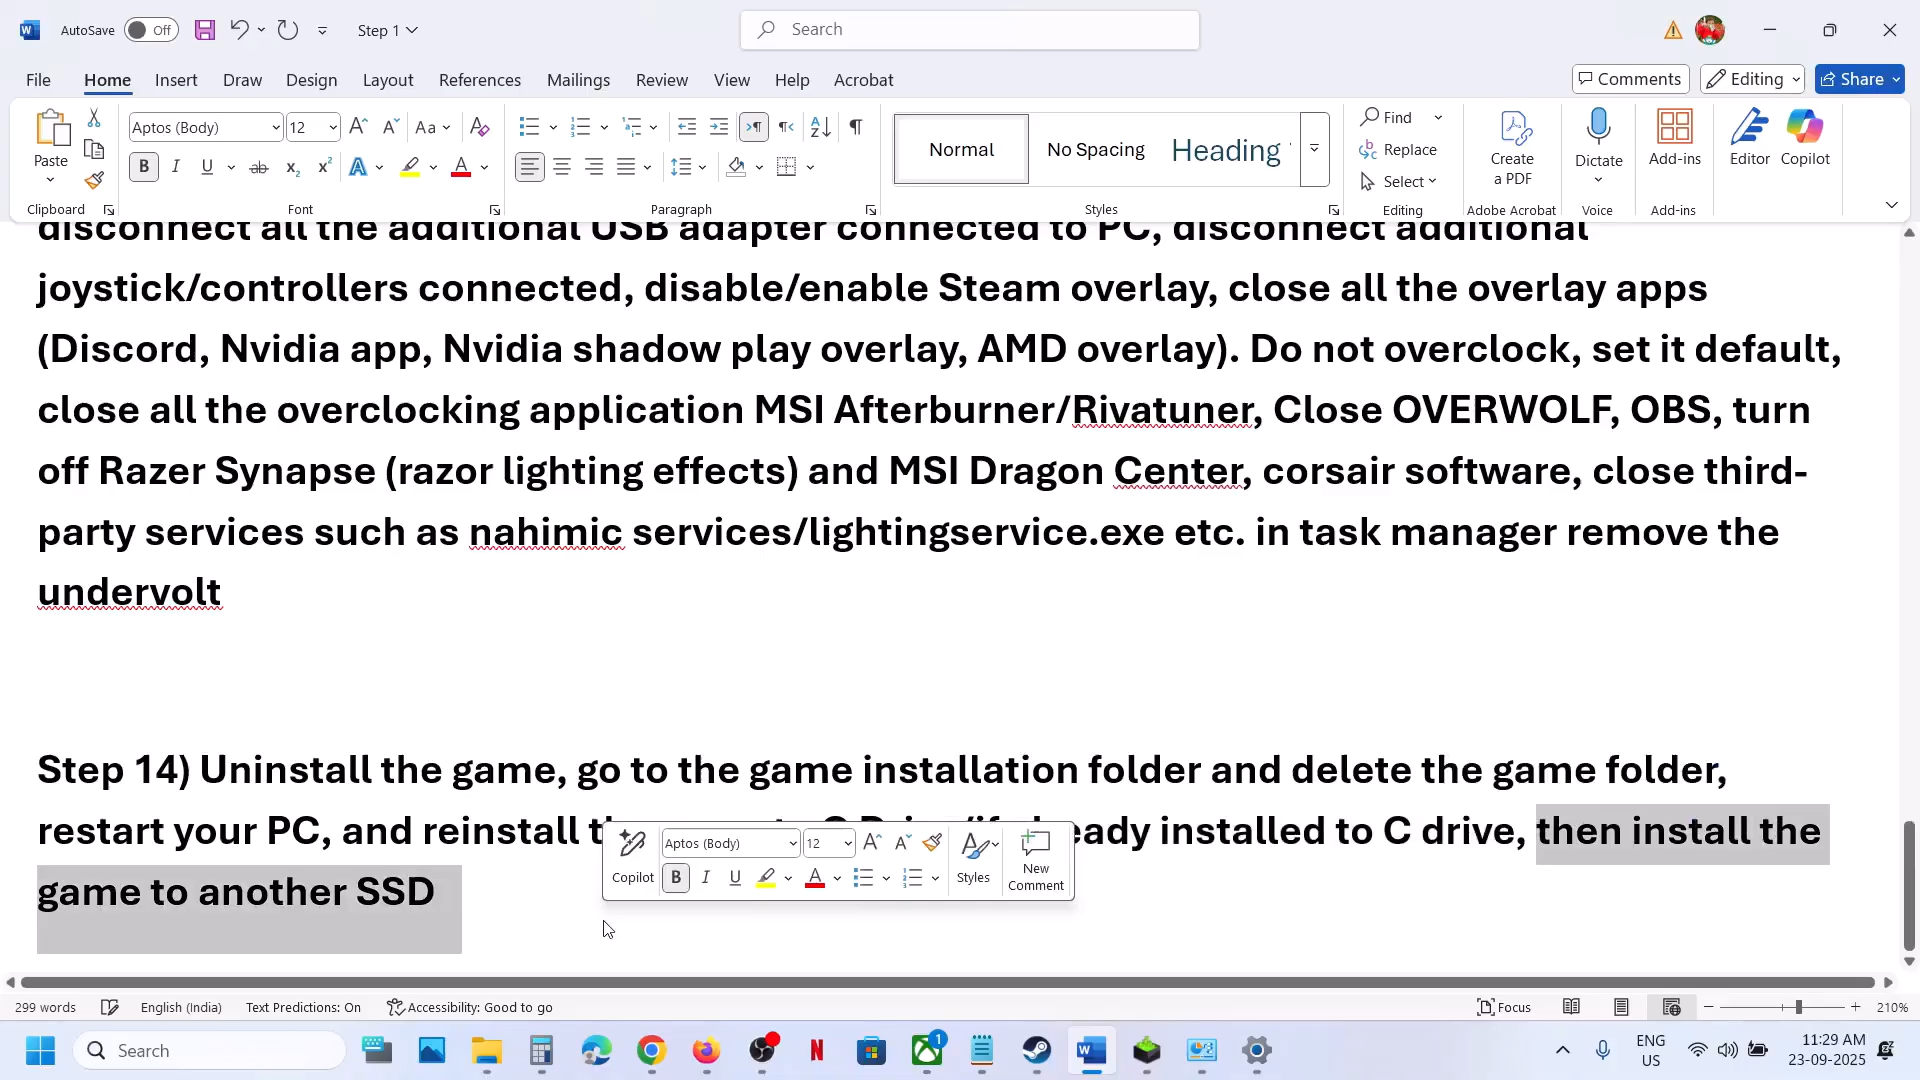 AutoSave Off Step 1 Search
File Home Insert Draw Design Layout References Mailings Review View Help Acrobat Comments Editing Share
Paste Aptos (Body) 12 Aa Normal No Spacing Heading Find Replace Select Create a PDF Dictate Add-ins Editor Copilot
Clipboard Font Paragraph Styles Editing Adobe Acrobat Voice Add-ins
disconnect all the additional USB adapter connected to PC, disconnect additional
joystick/controllers connected, disable/enable Steam overlay, close all the overlay apps
(Discord, Nvidia app, Nvidia shadow play overlay, AMD overlay). Do not overclock, set it default,
close all the overclocking application MSI Afterburner/Rivatuner, Close OVERWOLF, OBS, turn
off Razer Synapse (razor lighting effects) and MSI Dragon Center, corsair software, close third-
party services such as nahimic services/lightingservice.exe etc. in task manager remove the
undervolt
Step 14) Uninstall the game, go to the game installation folder and delete the game folder,
restart your PC, and reinstall to C drive, then install the
game to another SSD
Aptos (Body) 12
Copilot Styles New Comment
299 words English (India) Text Predictions: On Accessibility: Good to go Focus 210%
Search ENG US 11:29 AM 23-09-2025